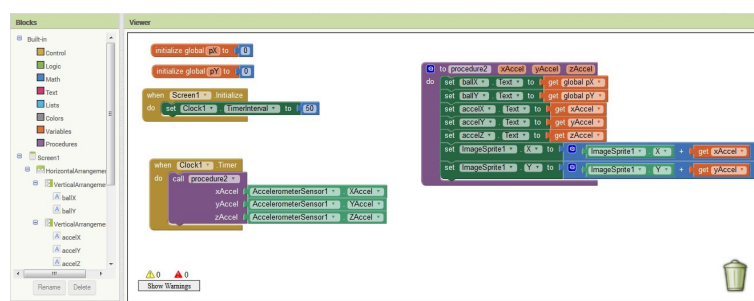 Blocks
Viewer
Built-in
Control
Logic
Math
Text
Lists
Colors
Variables
Procedures
Screen1
HorizontalArrangemer
VerticalArrangeme
ballX
ballY
VerticalArrangeme
accelX
accelY
accelZ
Rename Delete
initialize global pX to 0
initialize global pY to 0
when Screen1 .Initialize
do set Clock1 . TimerInterval to 50
when Clock1 .Timer
do call procedure2
xAccel AccelerometerSensor1 . XAccel
yAccel AccelerometerSensor1 . YAccel
zAccel AccelerometerSensor1 . ZAccel
to procedure2 xAccel yAccel zAccel
do set ballX . Text to get global pX
set ballY . Text to get global pY
set accelX . Text to get xAccel
set accelY . Text to get yAccel
set accelZ . Text to get zAccel
set ImageSprite1 . X to ImageSprite1 . X + get xAccel
set ImageSprite1 . Y to ImageSprite1 . Y + get yAccel
0 0
Show Warnings